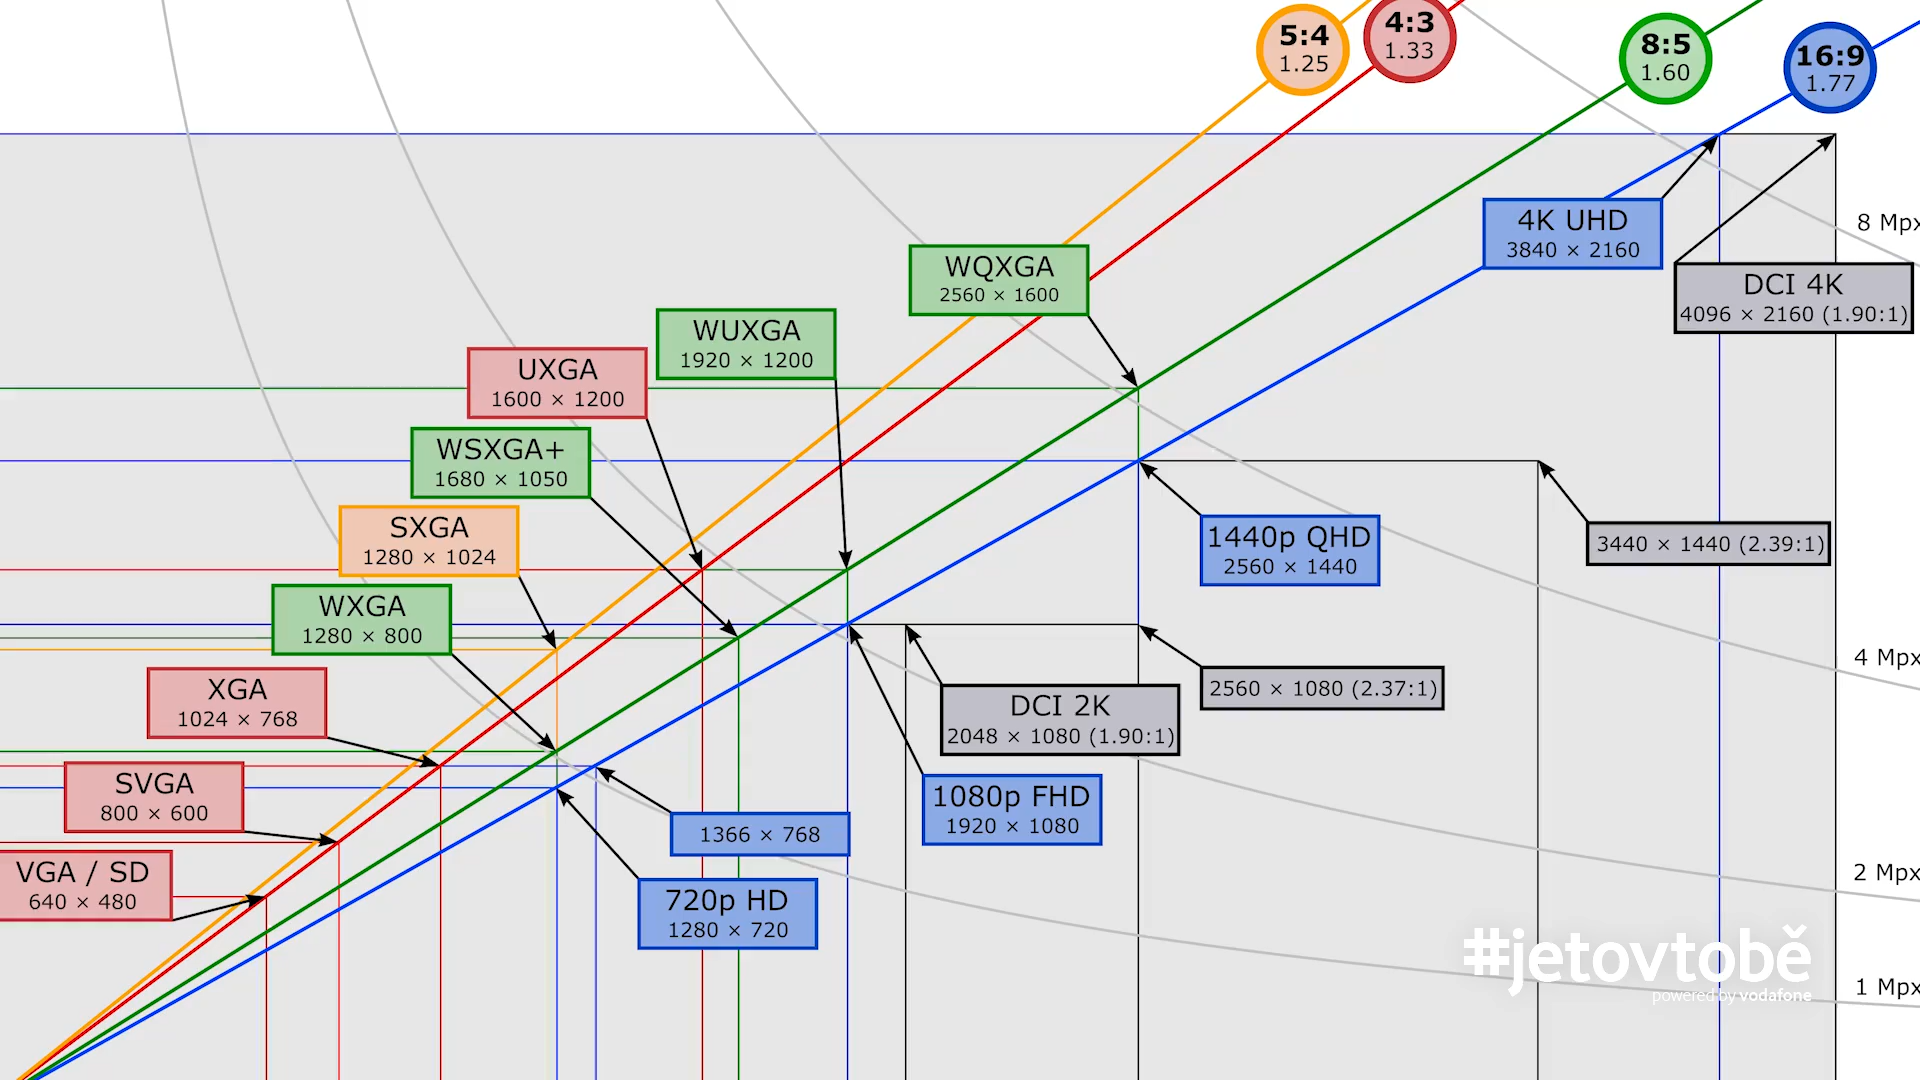 5:4
1.25
4:3
1.33
8:5
1.60
16:9
1.77
4K UHD
3840 × 2160
8 Mpx
DCI 4K
4096 × 2160 (1.90:1)
WQXGA
2560 × 1600
WUXGA
1920 × 1200
UXGA
1600 × 1200
WSXGA+
1680 × 1050
SXGA
1280 × 1024
1440p QHD
2560 × 1440
3440 × 1440 (2.39:1)
WXGA
1280 × 800
4 Mpx
XGA
1024 × 768
2560 × 1080 (2.37:1)
DCI 2K
2048 × 1080 (1.90:1)
SVGA
800 × 600
1080p FHD
1920 × 1080
1366 × 768
VGA / SD
640 × 480
2 Mpx
720p HD
1280 × 720
#jetovtobě
powered by vodafone
1 Mpx